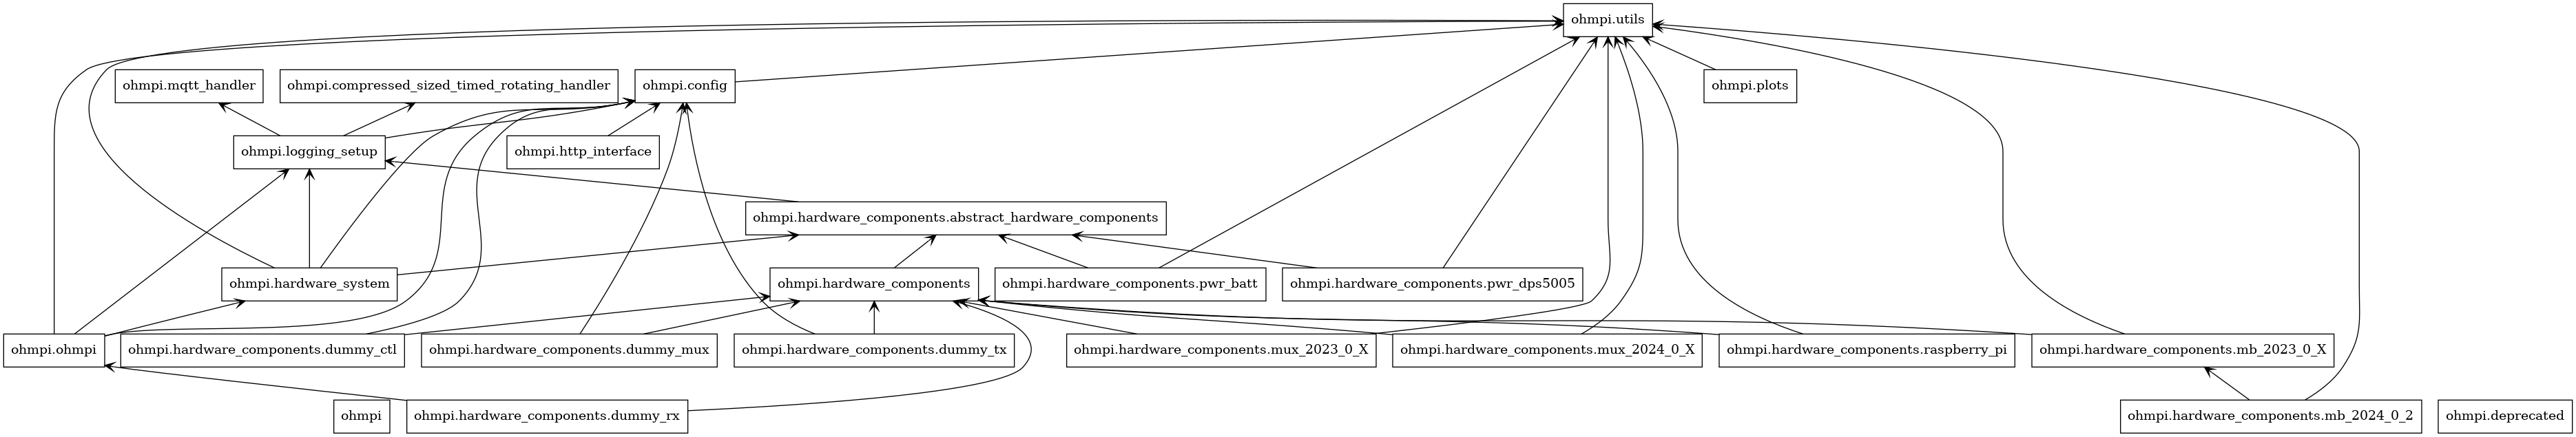 ohmpi.utils
ohmpi.mqtt_handler
ohmpi.compressed_sized_timed_rotating_handler
ohmpi.config
ohmpi.plots
ohmpi.logging_setup
ohmpi.http_interface
ohmpi.hardware_components.abstract_hardware_components
ohmpi.hardware_system
ohmpi.hardware_components
ohmpi.hardware_components.pwr_batt
ohmpi.hardware_components.pwr_dps5005
ohmpi.ohmpi
ohmpi.hardware_components.dummy_ctl
ohmpi.hardware_components.dummy_mux
ohmpi.hardware_components.dummy_tx
ohmpi.hardware_components.mux_2023_0_X
ohmpi.hardware_components.mux_2024_0_X
ohmpi.hardware_components.raspberry_pi
ohmpi.hardware_components.mb_2023_0_X
ohmpi
ohmpi.hardware_components.dummy_rx
ohmpi.hardware_components.mb_2024_0_2
ohmpi.deprecated